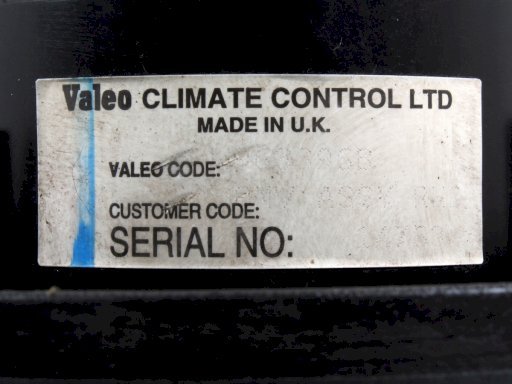 Valeo CLIMATE CONTROL LTD
MADE IN U.K.
VALEO CODE:
CUSTOMER CODE:
SERIAL NO: